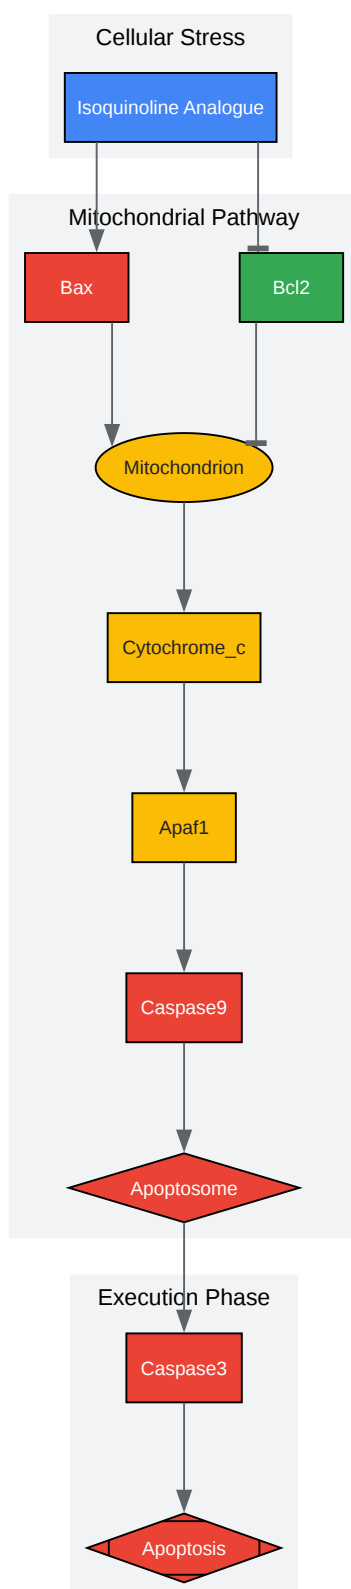 Cellular Stress
Isoquinoline Analogue
Mitochondrial Pathway
Bax
Bcl2
Mitochondrion
Cytochrome_c
Apaf1
Caspase9
Apoptosome
Execution Phase
Caspase3
Apoptosis